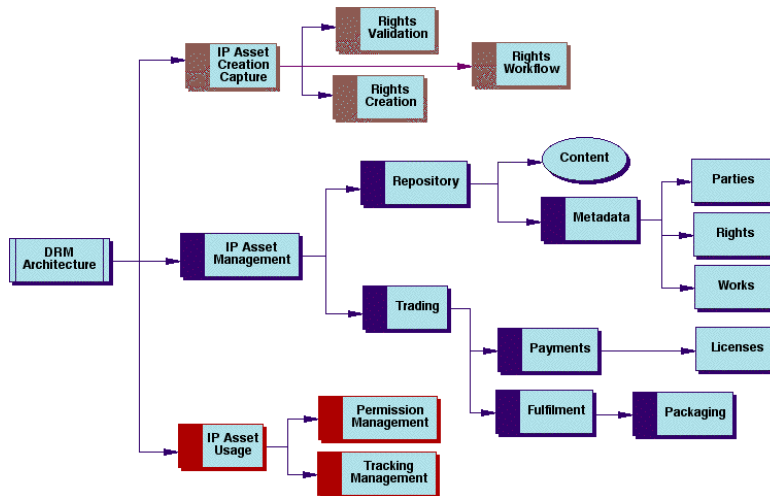 Rights
Validation
IP Asset
Creation
Capture
Rights
Workflow
Rights
Creation
Content
Repository
Parties
Metadata
Rights
DRM
Architecture
IP Asset
Management
Works
Trading
Payments
Licenses
Fulfilment
Packaging
Permission
Management
IP Asset
Usage
Tracking
Management